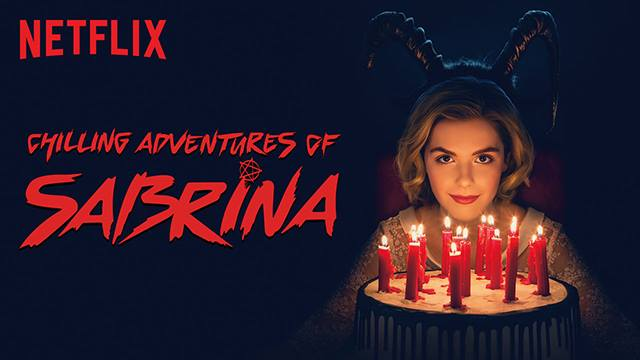 NETFLIX
CHILLING ADVENTURES OF
SABRINA